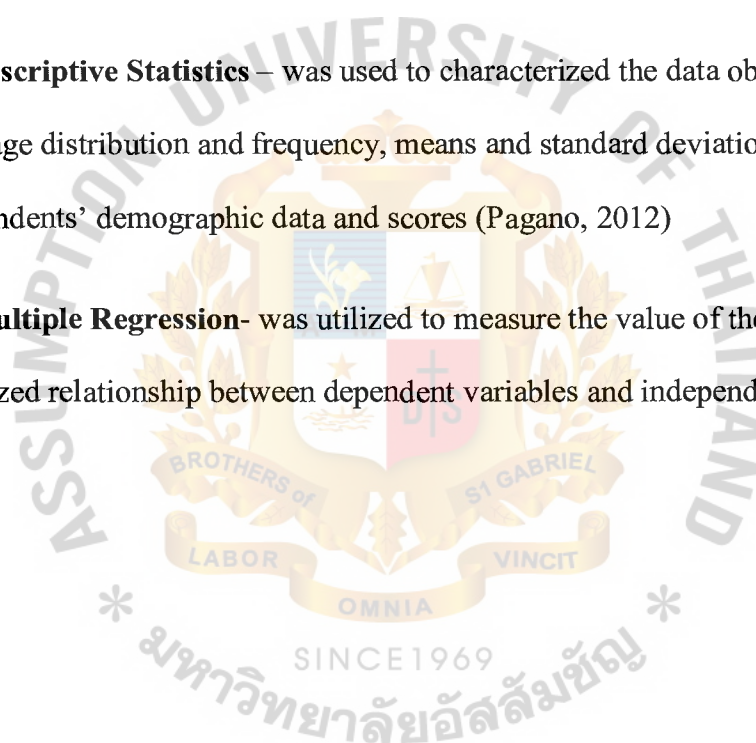 scriptive Statistics – was used to characterized the data ob
age distribution and frequency, means and standard deviatio
ndents' demographic data and scores (Pagano, 2012)
ultiple Regression- was utilized to measure the value of the
zed relationship between dependent variables and independ
ASSUMPTION UNIVERSITY OF THAILAND
D S
BROTHERS of
ST GABRIEL
LABOR
VINCIT
OMNIA
SINCE 1969
* มหาวิทยาลัยอัสสัมชัญ *